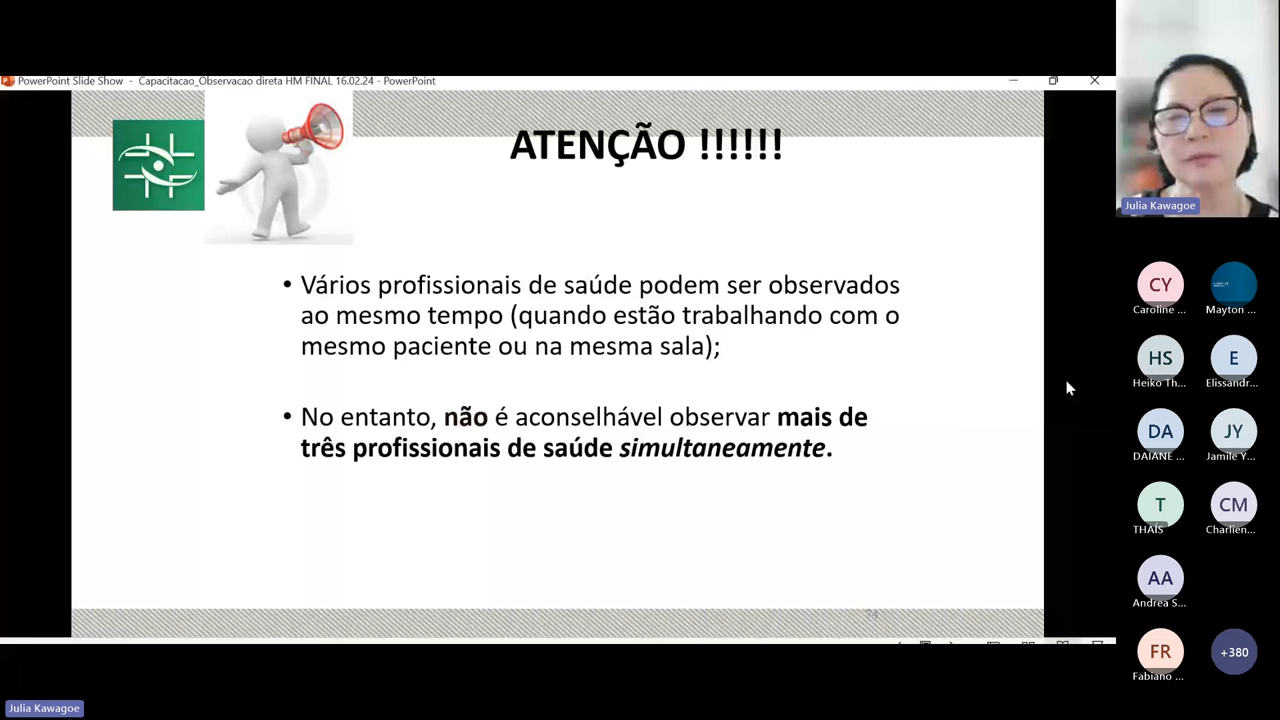 PowerPoint Slide Show - Capacitacao_Observacao direta HM FINAL 16.02.24 - PowerPoint
ATENÇÃO !!!!!!
• Vários profissionais de saúde podem ser observados
ao mesmo tempo (quando estão trabalhando com o
mesmo paciente ou na mesma sala);
• No entanto, não é aconselhável observar mais de
três profissionais de saúde simultaneamente.
74
Julia Kawagoe
CY
Caroline ...
Mayton ...
HS
Heiko Th...
E
Elissandr...
DA
DAIANE ...
JY
Jamile Y...
T
THAÍS
CM
Charlien...
AA
Andrea S...
FR
Fabiano ...
+380
Julia Kawagoe